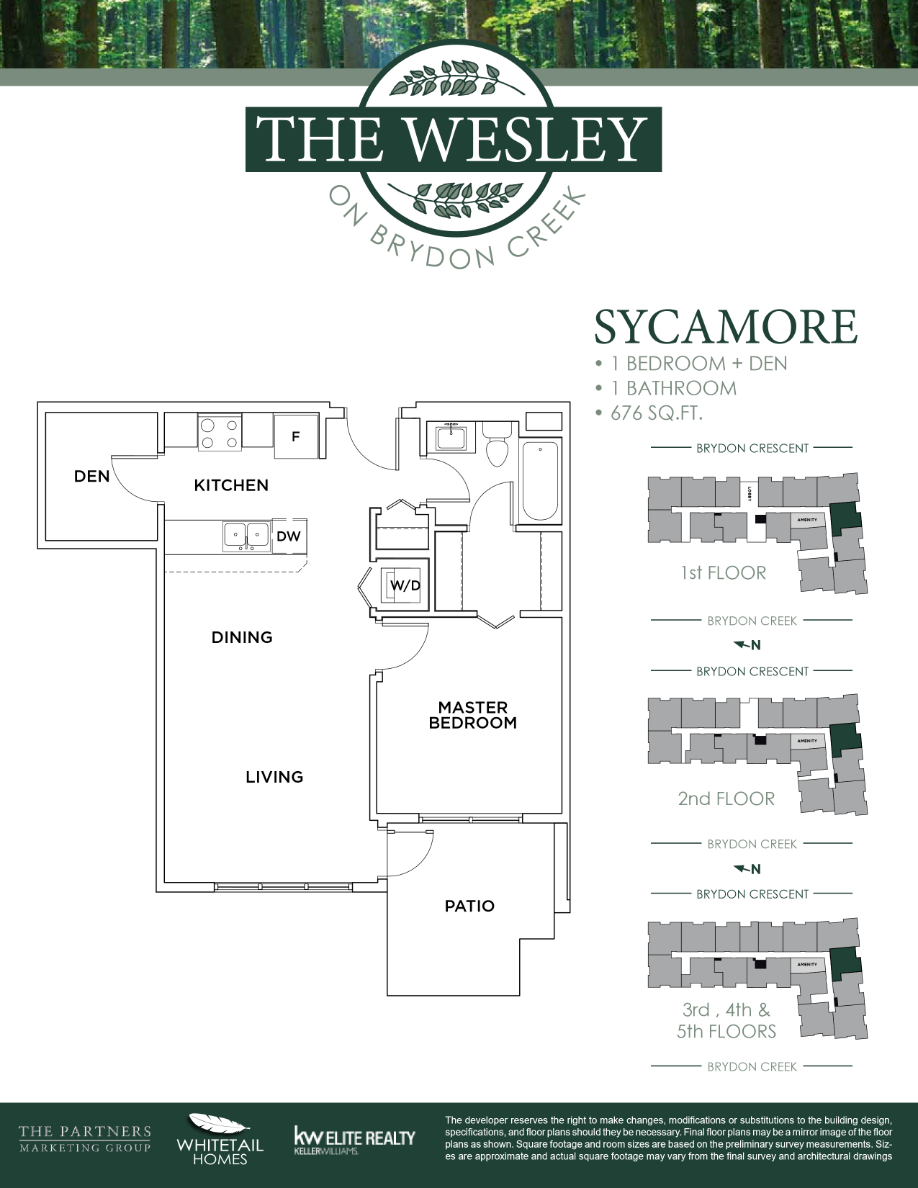 THE WESLEY
ON BRYDON CREEK
SYCAMORE
• 1 BEDROOM + DEN
• 1 BATHROOM
• 676 SQ.FT.
DEN
KITCHEN
F
DW
W/D
DINING
MASTER
BEDROOM
LIVING
PATIO
BRYDON CRESCENT
LOBBY
AMENITY
1st FLOOR
BRYDON CREEK
N
BRYDON CRESCENT
AMENITY
2nd FLOOR
BRYDON CREEK
N
BRYDON CRESCENT
AMENITY
3rd , 4th &
5th FLOORS
BRYDON CREEK
THE PARTNERS
MARKETING GROUP
WHITETAIL
HOMES
kw ELITE REALTY
KELLERWILLIAMS.
The developer reserves the right to make changes, modifications or substitutions to the building design,
specifications, and floor plans should they be necessary. Final floor plans may be a mirror image of the floor
plans as shown. Square footage and room sizes are based on the preliminary survey measurements. Siz-
es are approximate and actual square footage may vary from the final survey and architectural drawings